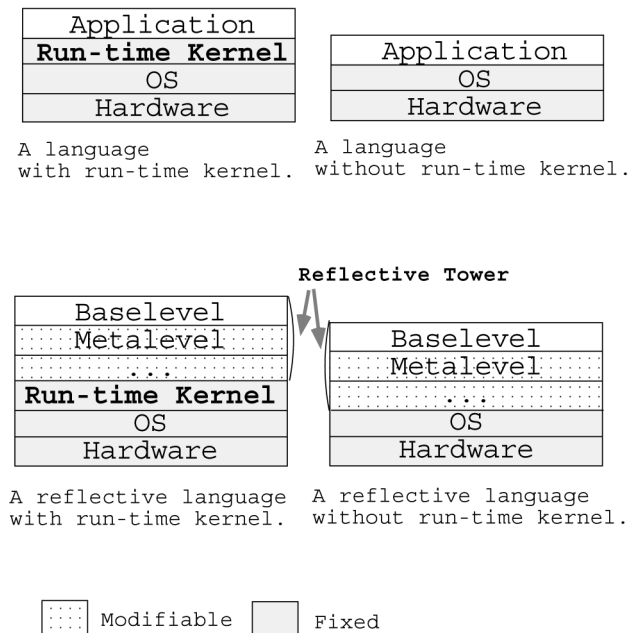 Application
Run-time Kernel
OS
Hardware
A language
with run-time kernel.
Application
OS
Hardware
A language
without run-time kernel.
Reflective Tower
Baselevel
Metalevel
...
Run-time Kernel
OS
Hardware
A reflective language
with run-time kernel.
Baselevel
Metalevel
...
OS
Hardware
A reflective language
without run-time kernel.
Modifiable
Fixed